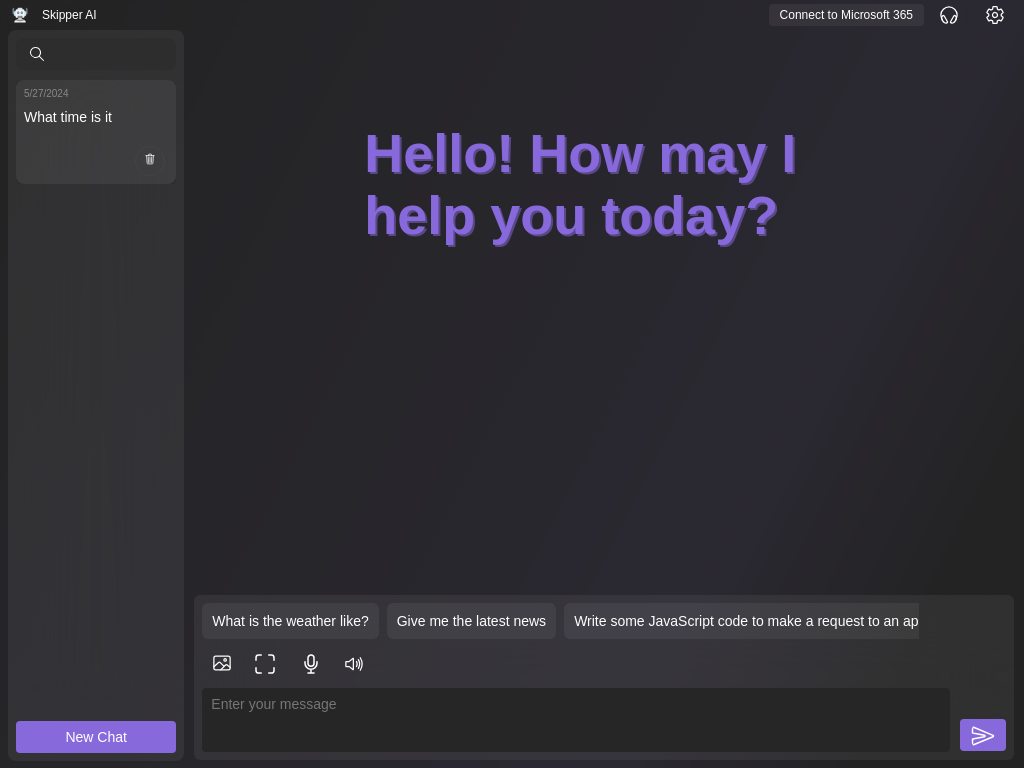 Skipper AI
Connect to Microsoft 365
5/27/2024
What time is it
Hello! How may I
help you today?
What is the weather like?
Give me the latest news
Write some JavaScript code to make a request to an ap
Enter your message
New Chat